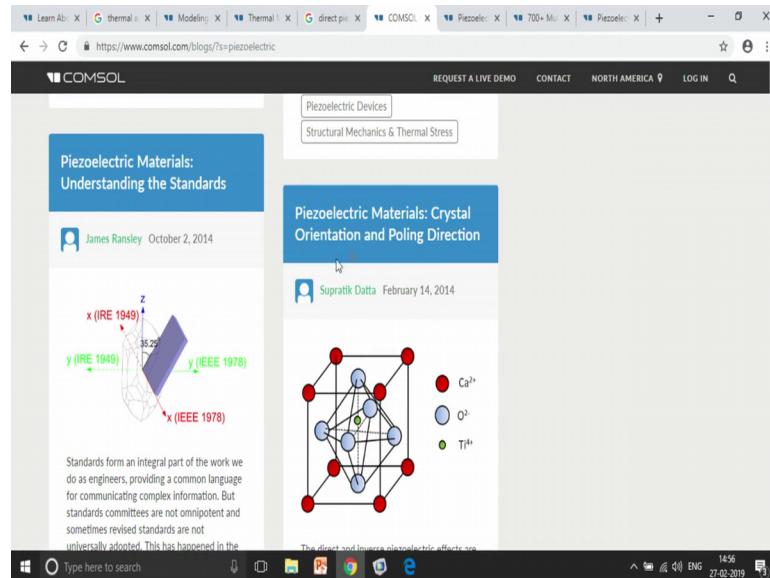 Learn Ab
thermal
Modeling
Thermal
direct pie
COMSOL
Piezoelec
700+ Mul
Piezoelec
https://www.comsol.com/blogs/?s=piezoelectric
COMSOL
REQUEST A LIVE DEMO
CONTACT
NORTH AMERICA
LOG IN
Piezoelectric Devices
Structural Mechanics & Thermal Stress
Piezoelectric Materials:
Understanding the Standards
James Ransley October 2, 2014
z
x (IRE 1949)
35.25°
y (IRE 1949)
y (IEEE 1978)
x (IEEE 1978)
Standards form an integral part of the work we
do as engineers, providing a common language
for communicating complex information. But
standards committees are not omnipotent and
sometimes revised standards are not
universally adopted. This has happened in the
Piezoelectric Materials: Crystal
Orientation and Poling Direction
Supratik Datta February 14, 2014
Ca²⁺
O²⁻
Ti⁴⁺
The direct and inverse piezoelectric effects are
Type here to search
ENG
14:56
27-02-2019